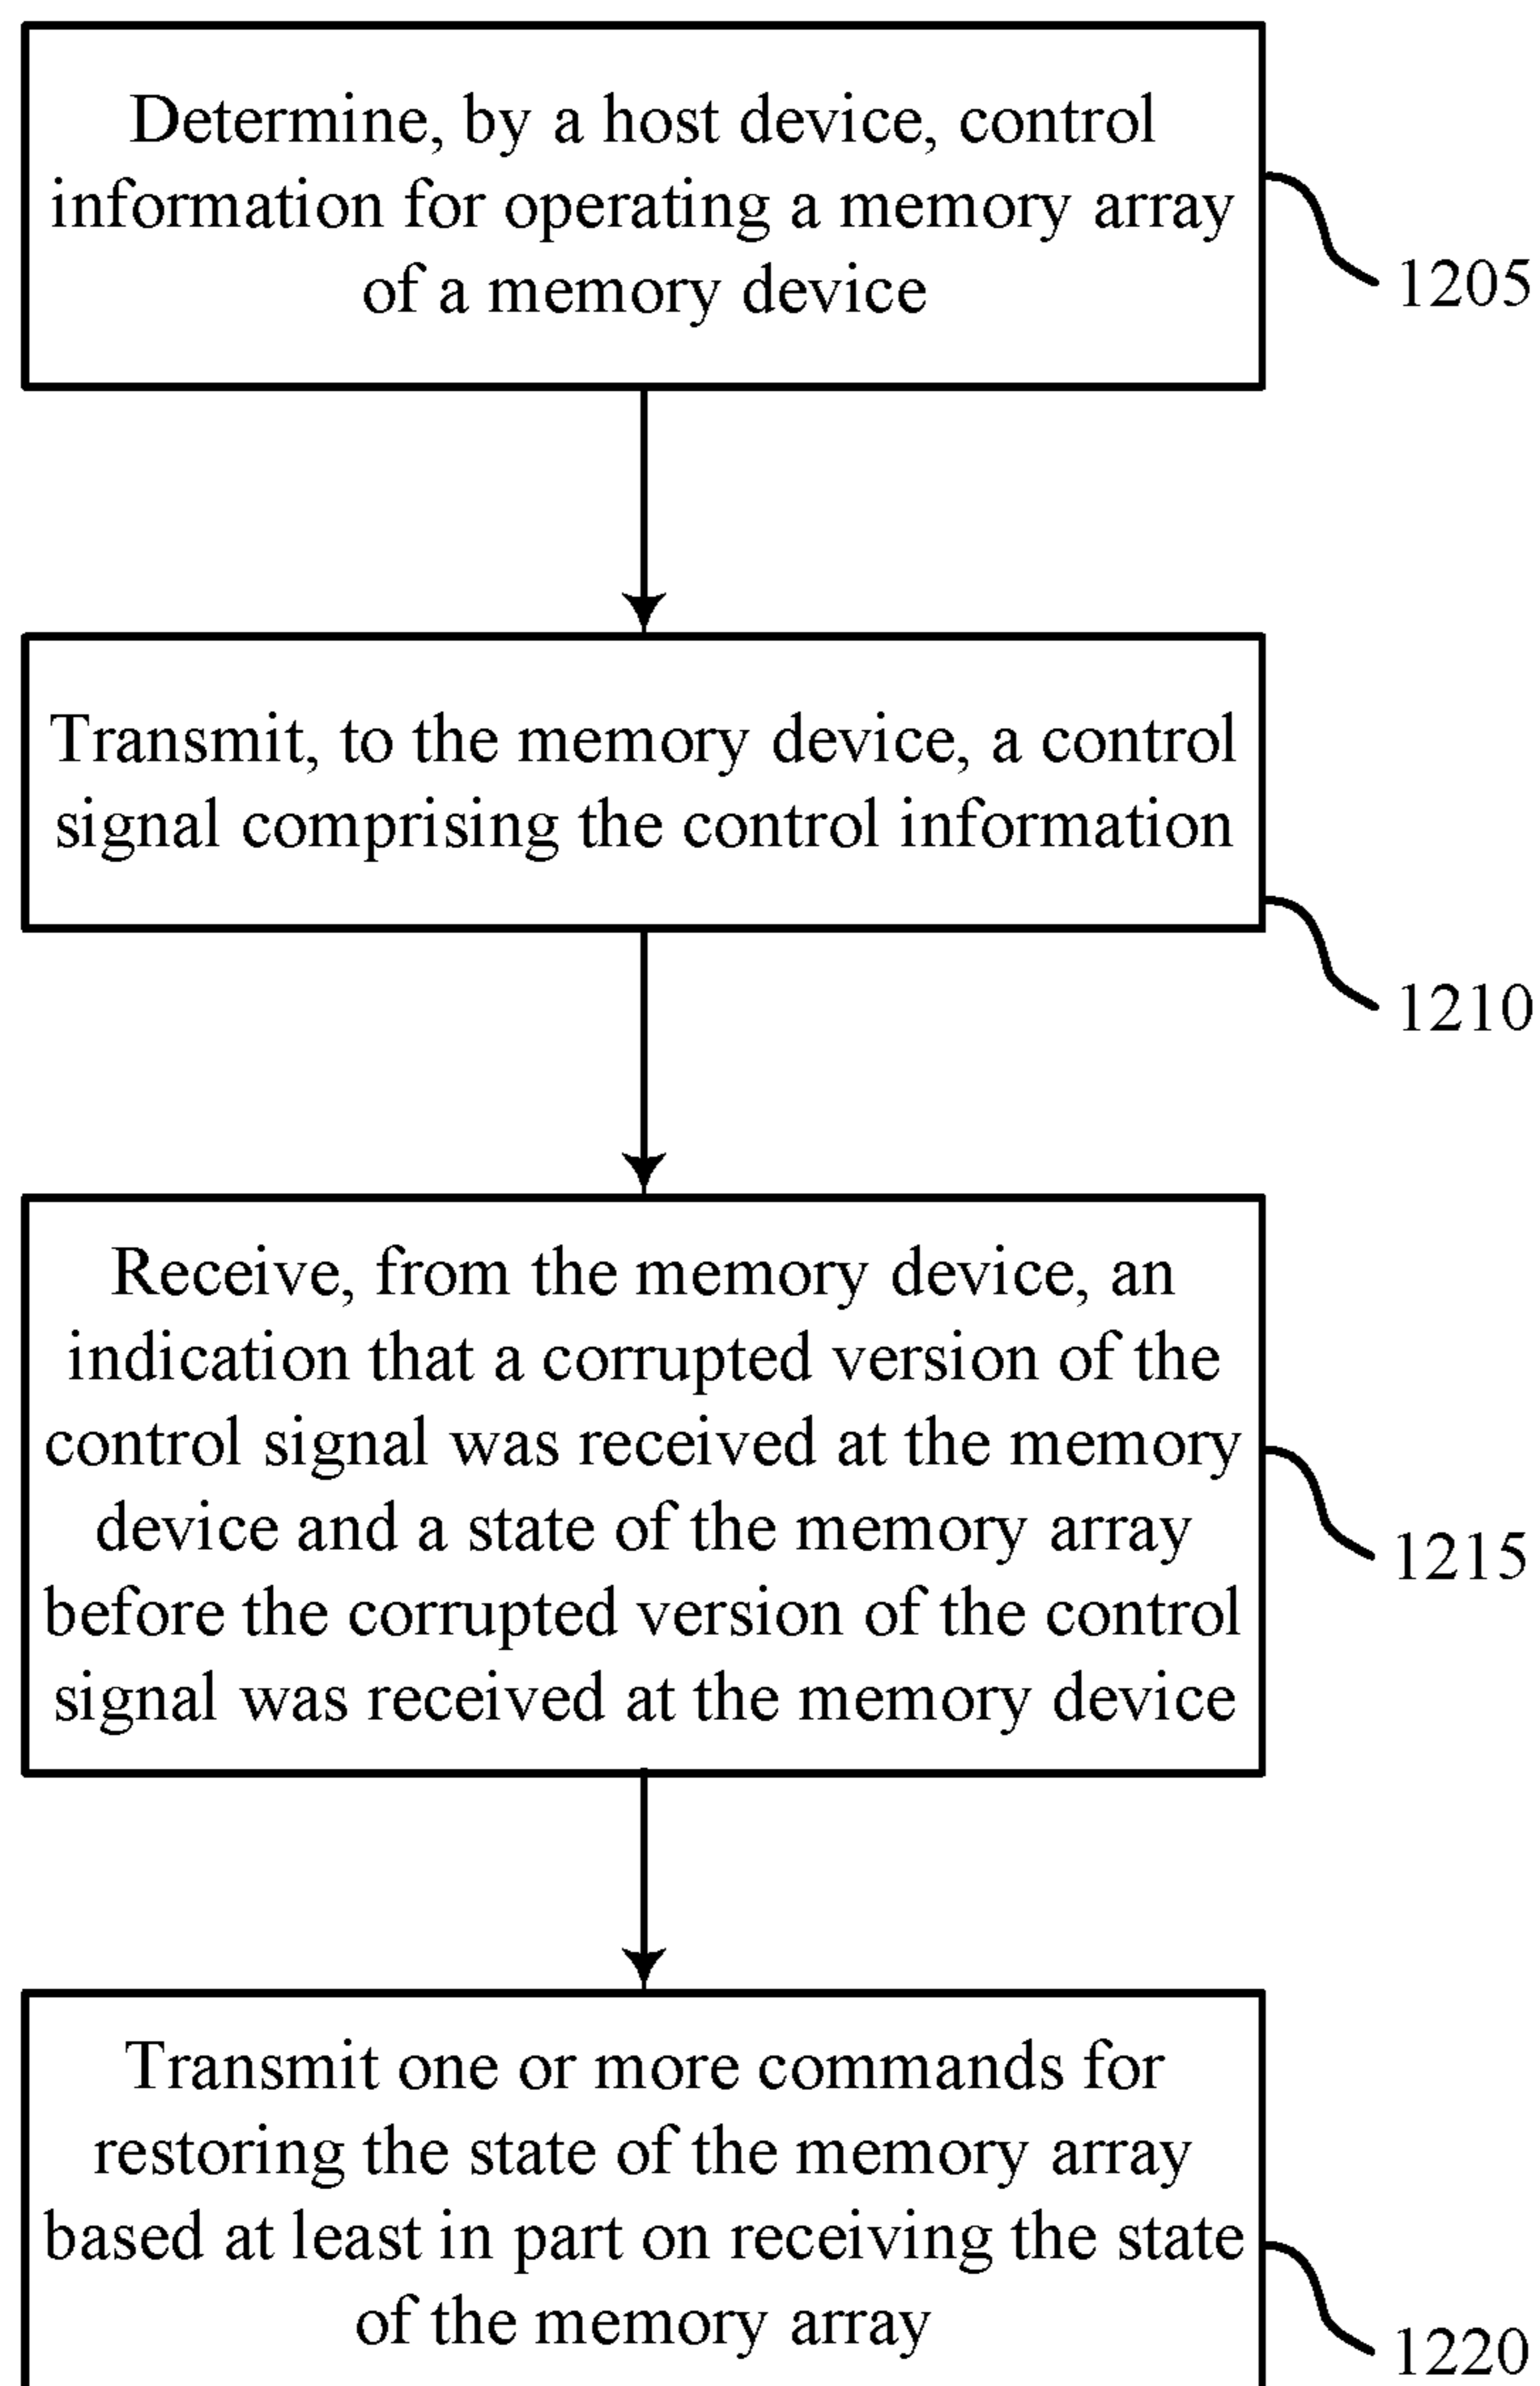 Determine, by a host device, control
information for operating a memory array
of a memory device
1205
Transmit, to the memory device, a control
signal comprising the control information
1210
Receive, from the memory device, an
indication that a corrupted version of the
control signal was received at the memory
device and a state of the memory array
before the corrupted version of the control
signal was received at the memory device
1215
Transmit one or more commands for
restoring the state of the memory array
based at least in part on receiving the state
of the memory array
1220